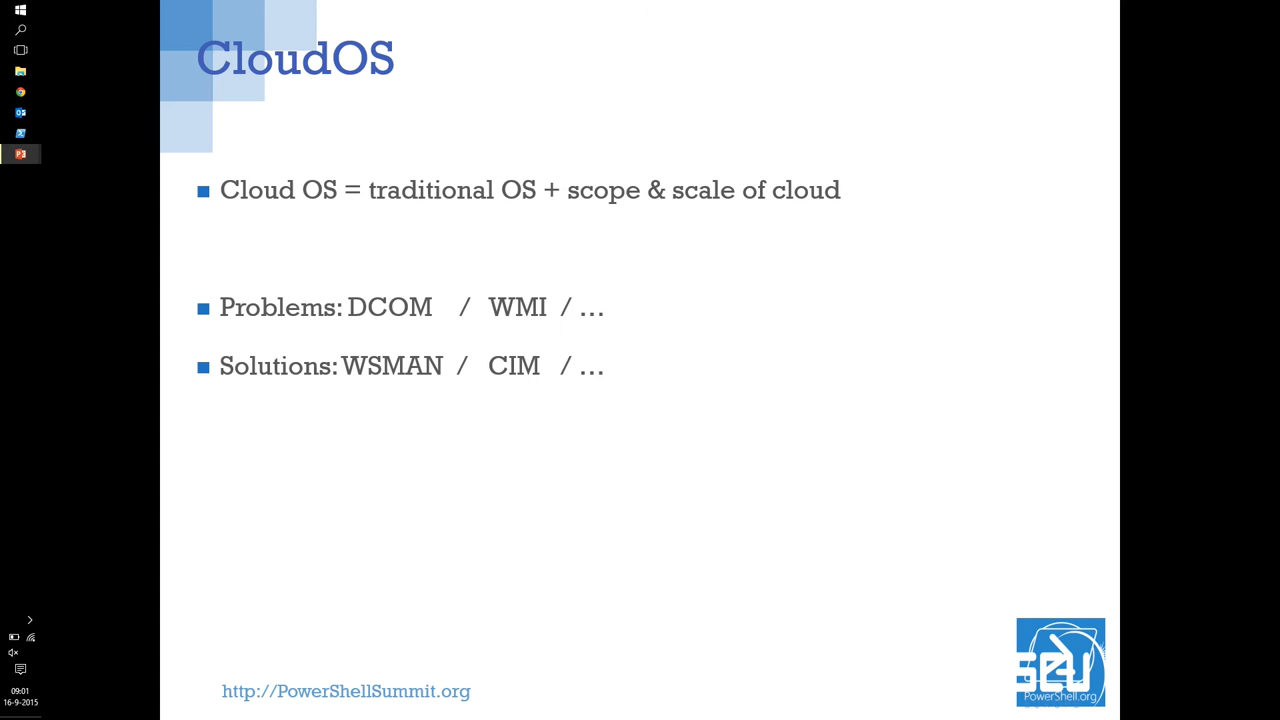 CloudOS
Cloud OS = traditional OS + scope & scale of cloud
Problems: DCOM / WMI / ...
Solutions: WSMAN / CIM / ...
http://PowerShellSummit.org
PowerShell.org
09:01
16-9-2015